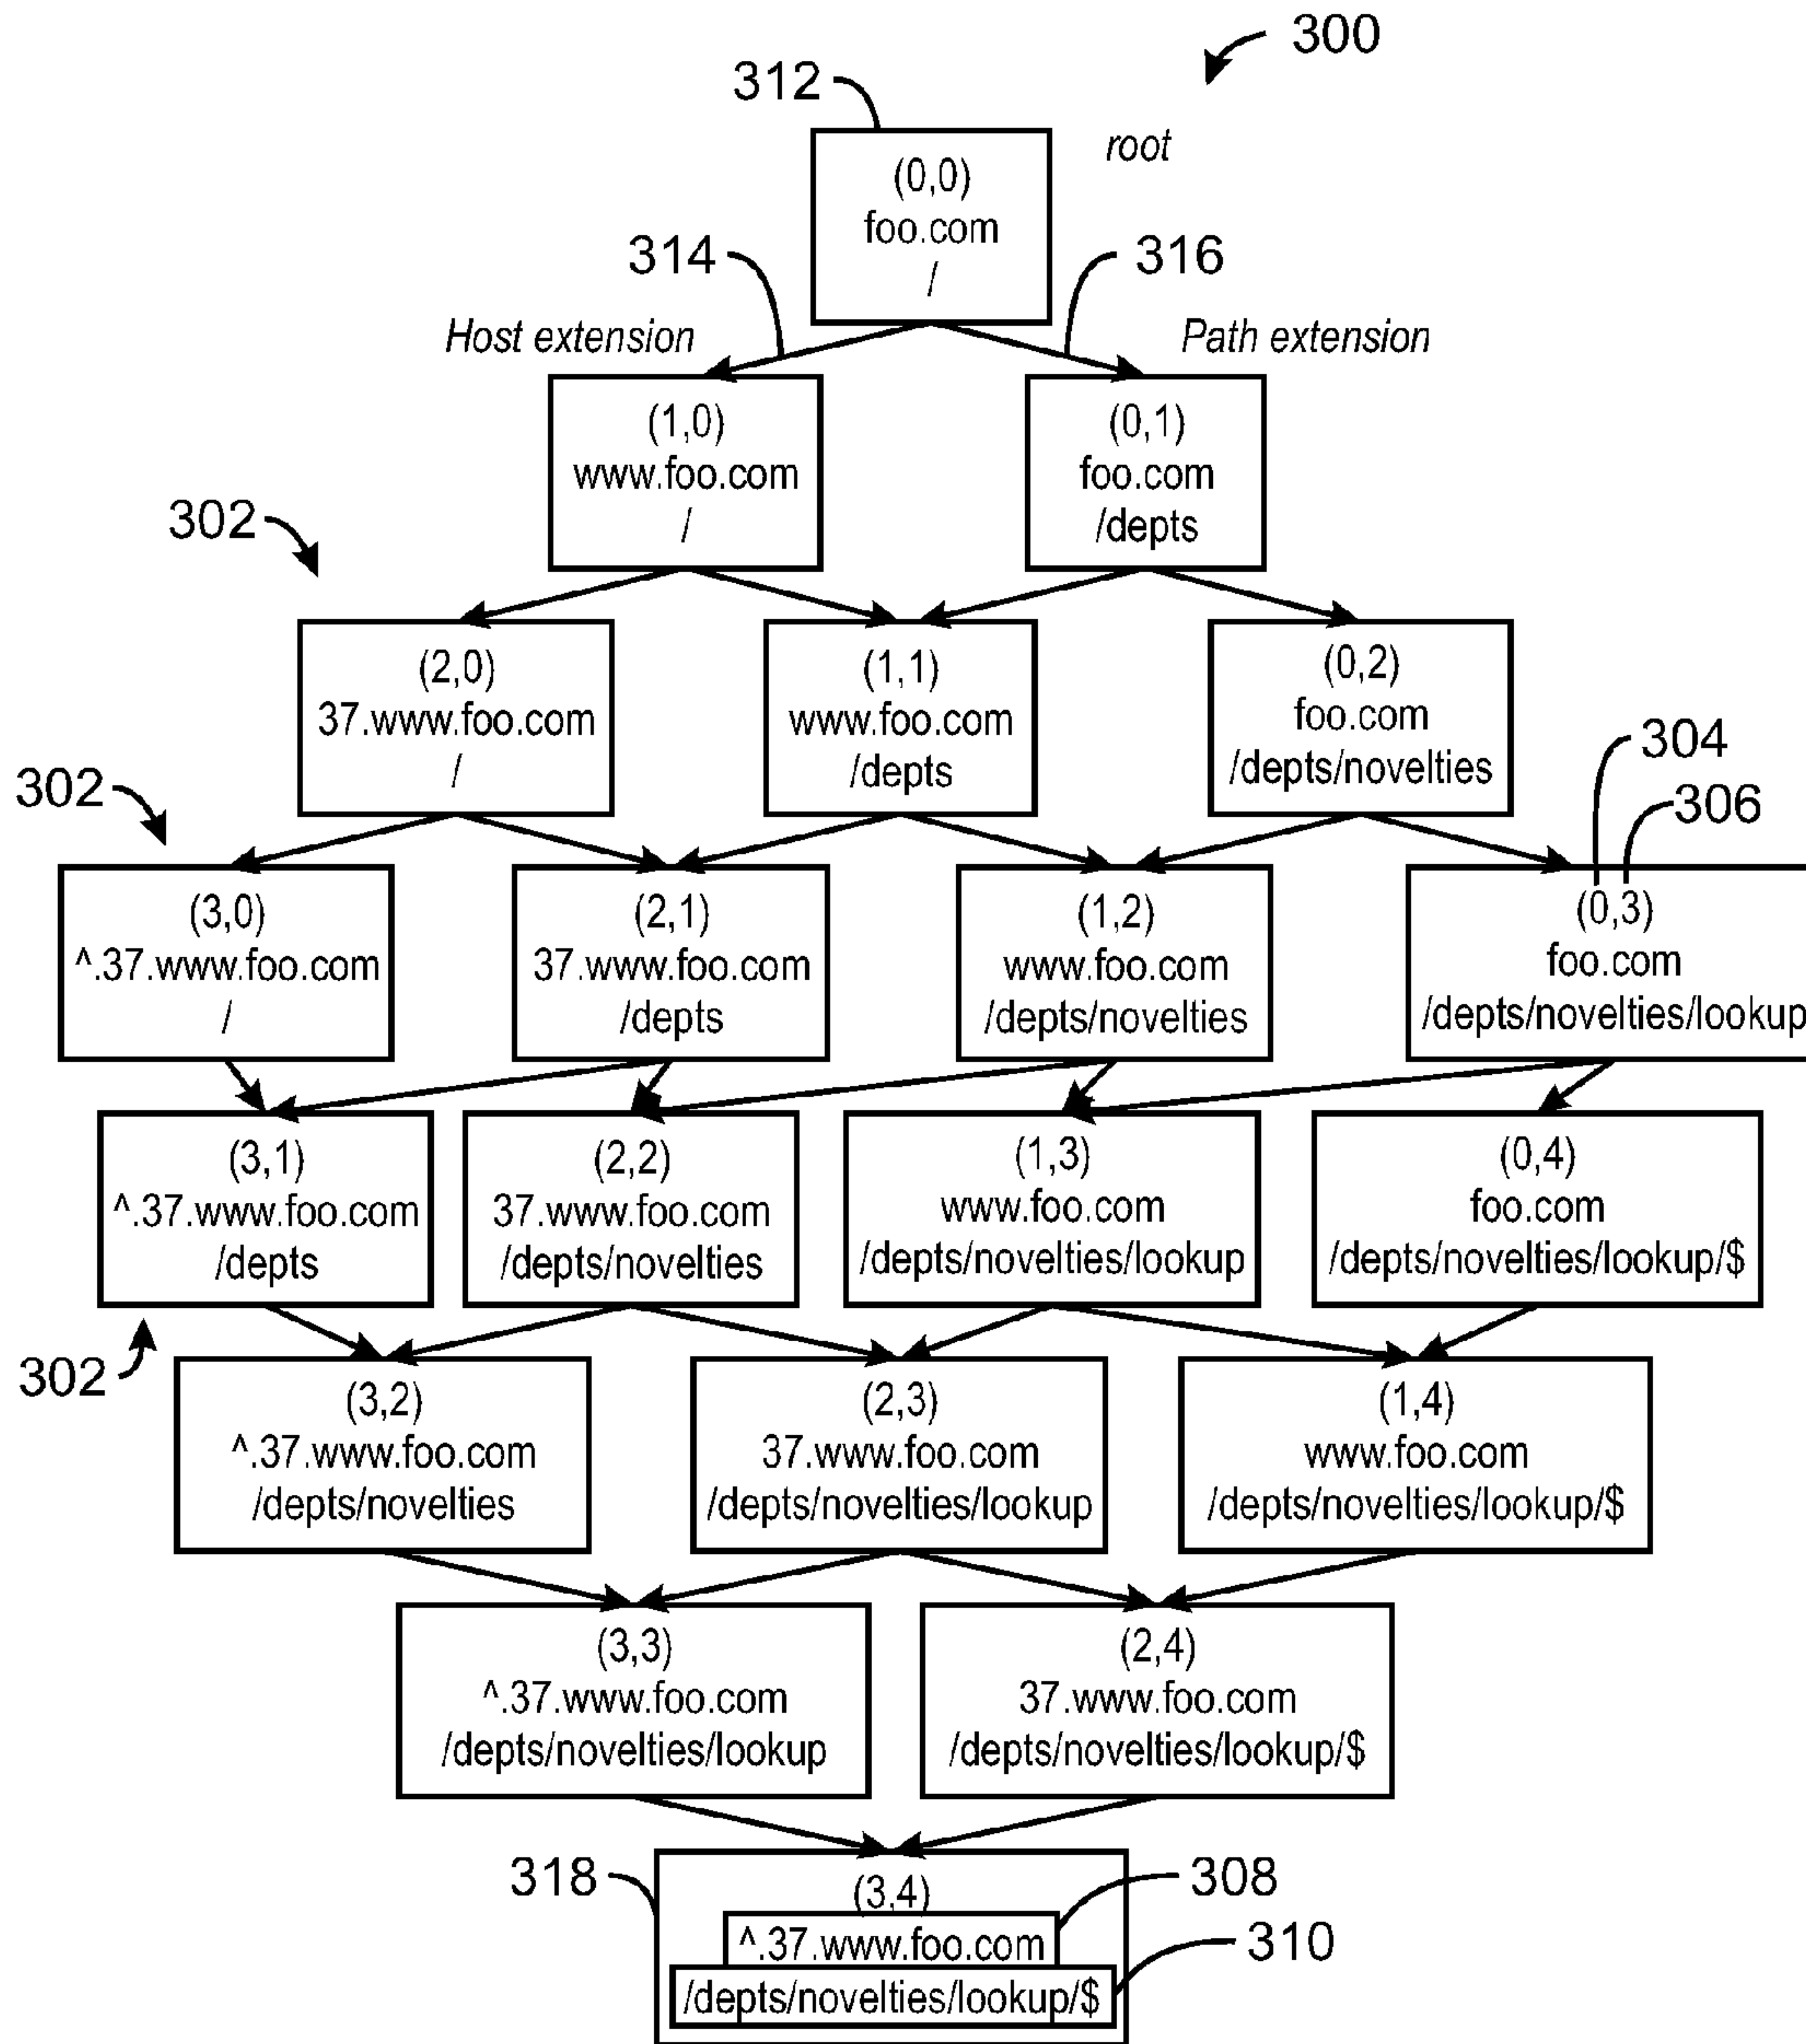 300
312
root
(0,0)
foo.com
/
314
316
Host extension
Path extension
(1,0)
www.foo.com
/
(0,1)
foo.com
/depts
302
(2,0)
37.www.foo.com
/
(1,1)
www.foo.com
/depts
(0,2)
foo.com
/depts/novelties
304
306
302
(3,0)
^.37.www.foo.com
/
(2,1)
37.www.foo.com
/depts
(1,2)
www.foo.com
/depts/novelties
(0,3)
foo.com
/depts/novelties/lookup
(3,1)
^.37.www.foo.com
/depts
(2,2)
37.www.foo.com
/depts/novelties
(1,3)
www.foo.com
/depts/novelties/lookup
(0,4)
foo.com
/depts/novelties/lookup/$
302
(3,2)
^.37.www.foo.com
/depts/novelties
(2,3)
37.www.foo.com
/depts/novelties/lookup
(1,4)
www.foo.com
/depts/novelties/lookup/$
(3,3)
^.37.www.foo.com
/depts/novelties/lookup
(2,4)
37.www.foo.com
/depts/novelties/lookup/$
318
(3,4)
308
^.37.www.foo.com
310
/depts/novelties/lookup/$